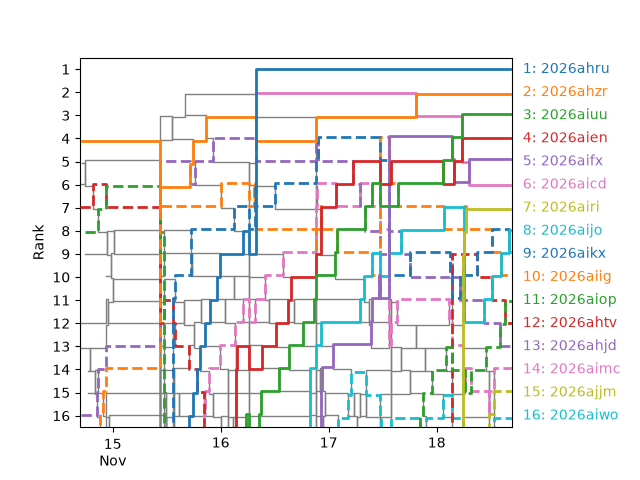 1
2
3
4
5
6
7
8
9
10
11
12
13
14
15
16
Rank
15
16
17
18
Nov
1: 2026ahru
2: 2026ahzr
3: 2026aiuu
4: 2026aien
5: 2026aifx
6: 2026aicd
7: 2026airi
8: 2026aijo
9: 2026aikx
10: 2026aiig
11: 2026aiop
12: 2026ahtv
13: 2026ahjd
14: 2026aimc
15: 2026ajjm
16: 2026aiwo